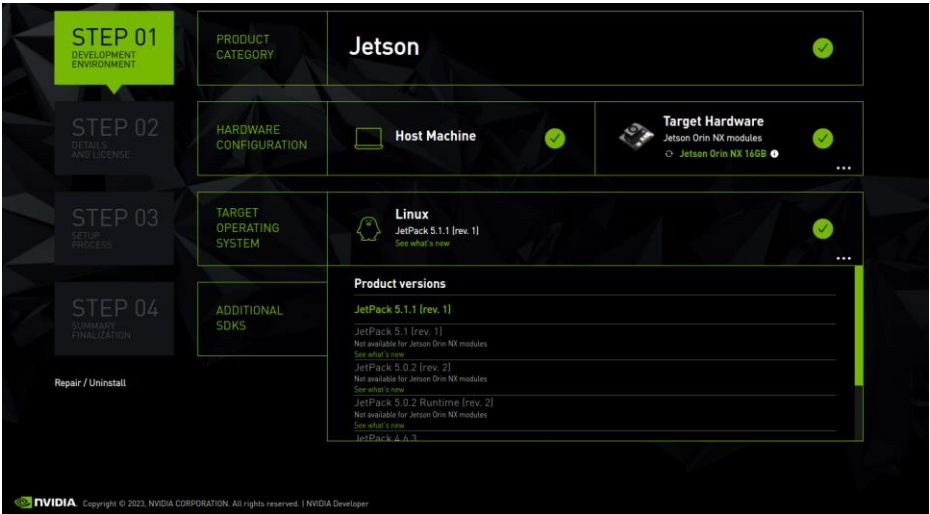 STEP 01
DEVELOPMENT
ENVIRONMENT
PRODUCT
CATEGORY
Jetson
STEP 02
DETAILS
AND LICENSE
HARDWARE
CONFIGURATION
Host Machine
Target Hardware
Jetson Orin NX modules
Jetson Orin NX 16GB
...
STEP 03
SETUP
PROCESS
TARGET
OPERATING
SYSTEM
Linux
JetPack 5.1.1 (rev. 1)
See what's new
...
Product versions
JetPack 5.1.1 (rev. 1)
STEP 04
SUMMARY
FINALIZATION
ADDITIONAL
SDKS
JetPack 5.1 (rev. 1)
Not available for Jetson Orin NX modules
See what's new
JetPack 5.0.2 (rev. 2)
Not available for Jetson Orin NX modules
See what's new
JetPack 5.0.2 Runtime (rev. 2)
Not available for Jetson Orin NX modules
See what's new
JetPack 4.6.3
Repair / Uninstall
NVIDIA. Copyright © 2023, NVIDIA CORPORATION. All rights reserved. | NVIDIA Developer